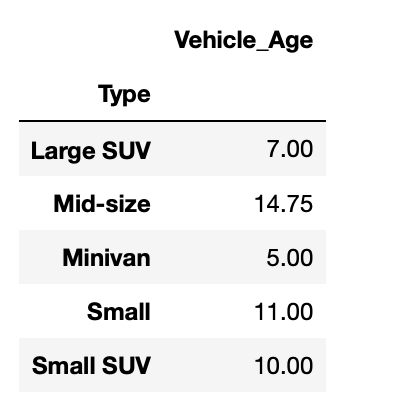 Vehicle_Age
Type
Large SUV 7.00
Mid-size 14.75
Minivan 5.00
Small 11.00
Small SUV 10.00